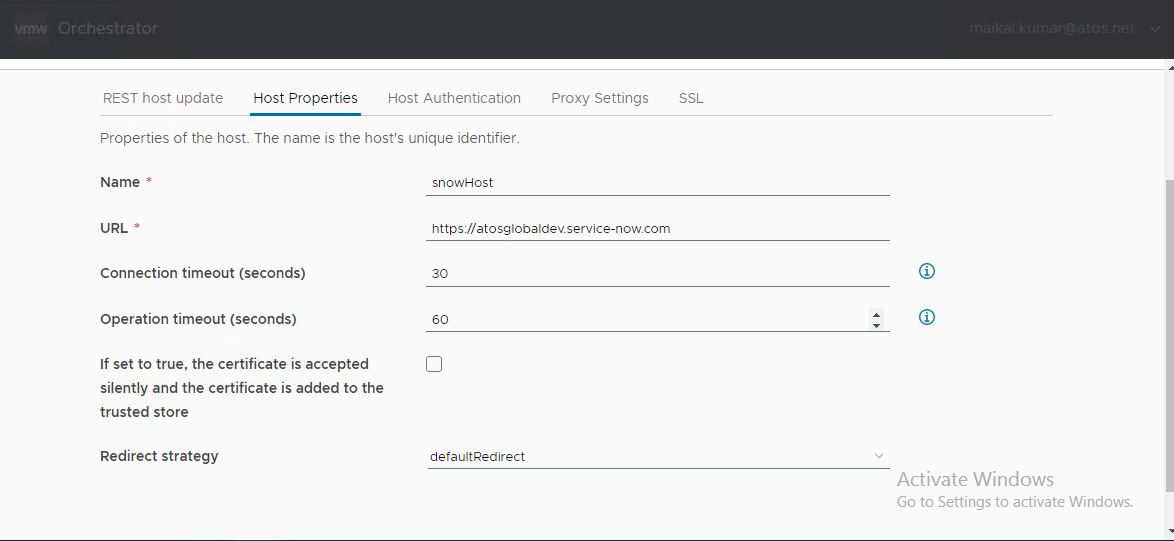 vmw Orchestrator maikal.kumar@atos.net
REST host update Host Properties Host Authentication Proxy Settings SSL
Properties of the host. The name is the host's unique identifier.
Name * snowHost
URL * https://atosglobaldev.service-now.com
Connection timeout (seconds) 30
Operation timeout (seconds) 60
If set to true, the certificate is accepted
silently and the certificate is added to the
trusted store
Redirect strategy defaultRedirect
Activate Windows
Go to Settings to activate Windows.